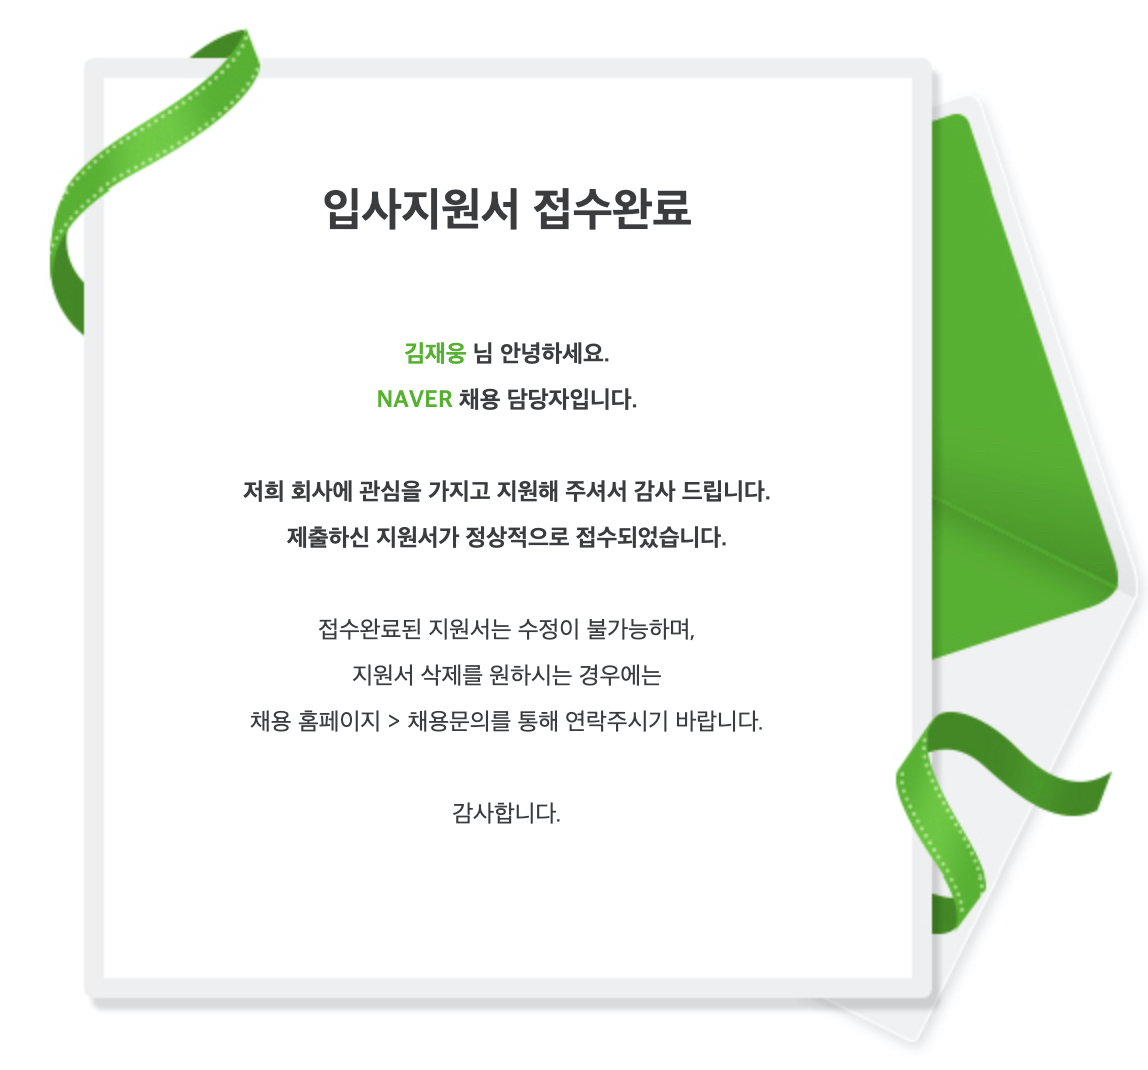 입사지원서 접수완료
김재웅 님 안녕하세요.
NAVER 채용 담당자입니다.
저희 회사에 관심을 가지고 지원해 주셔서 감사 드립니다.
제출하신 지원서가 정상적으로 접수되었습니다.
접수완료된 지원서는 수정이 불가능하며,
지원서 삭제를 원하시는 경우에는
채용 홈페이지 > 채용문의를 통해 연락주시기 바랍니다.
감사합니다.